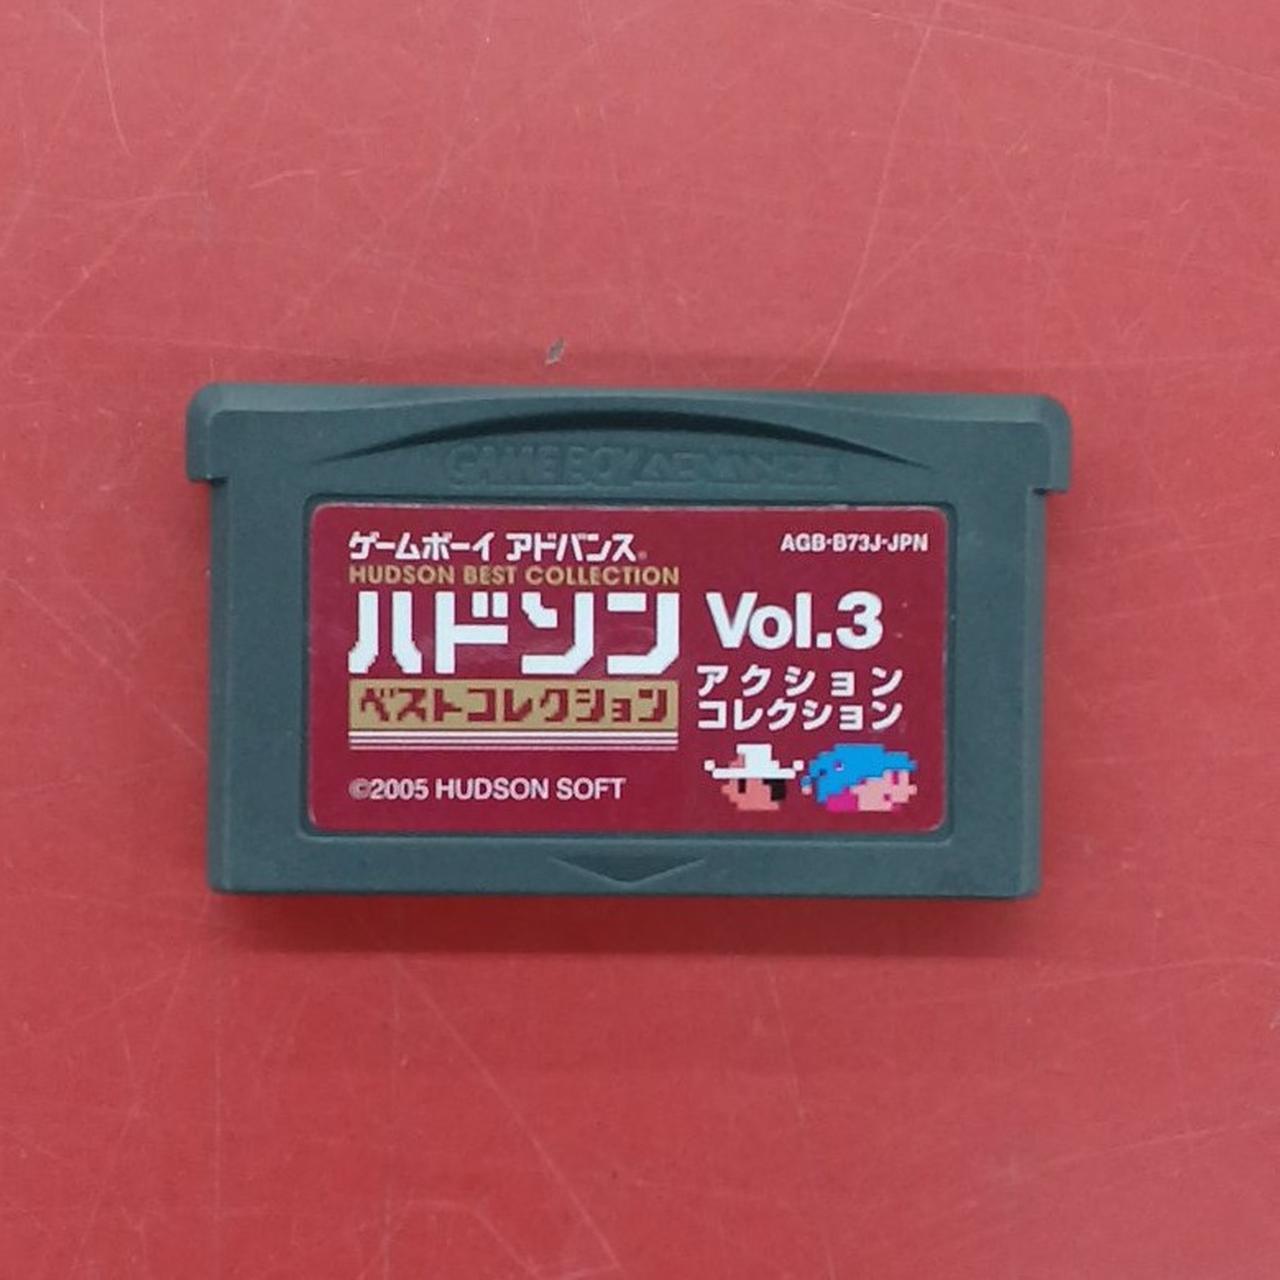 GAME BOY ADVANCE
ゲームボーイ アドバンス®
AGB-B73J-JPN
HUDSON BEST COLLECTION
ハドソン
Vol.3
ベストコレクション
アクション
コレクション
©2005 HUDSON SOFT